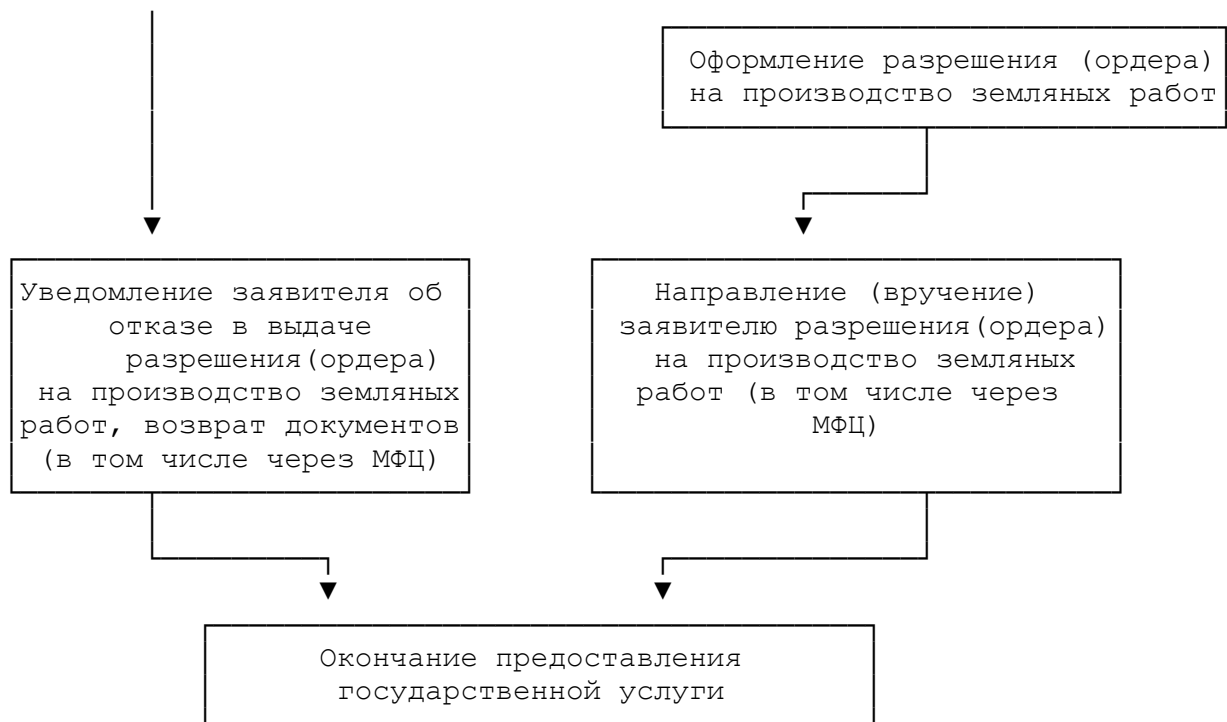 Оформление разрешения (ордера)
на производство земляных работ
Уведомление заявителя об
отказе в выдаче
разрешения(ордера)
на производство земляных
работ, возврат документов
(в том числе через МФЦ)
Направление (вручение)
заявителю разрешения(ордера)
на производство земляных
работ (в том числе через
МФЦ)
Окончание предоставления
государственной услуги